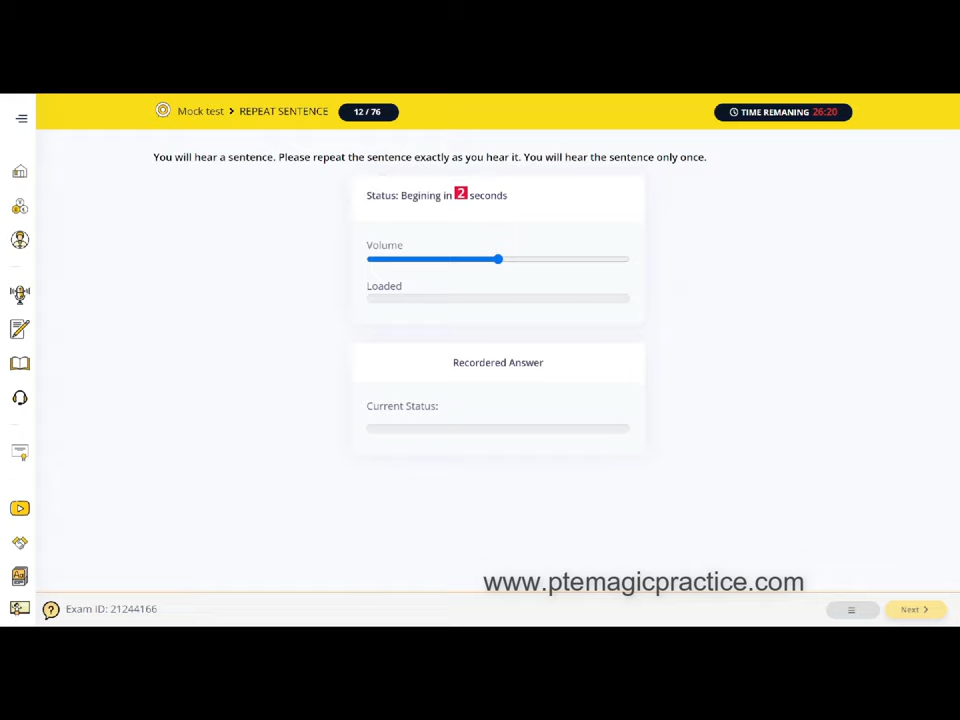 Mock test > REPEAT SENTENCE 12 / 76 TIME REMANING 26:20
You will hear a sentence. Please repeat the sentence exactly as you hear it. You will hear the sentence only once.
Status: Begining in 2 seconds
Volume
Loaded
Recordered Answer
Current Status:
www.ptemagicpractice.com
Exam ID: 21244166
Next >